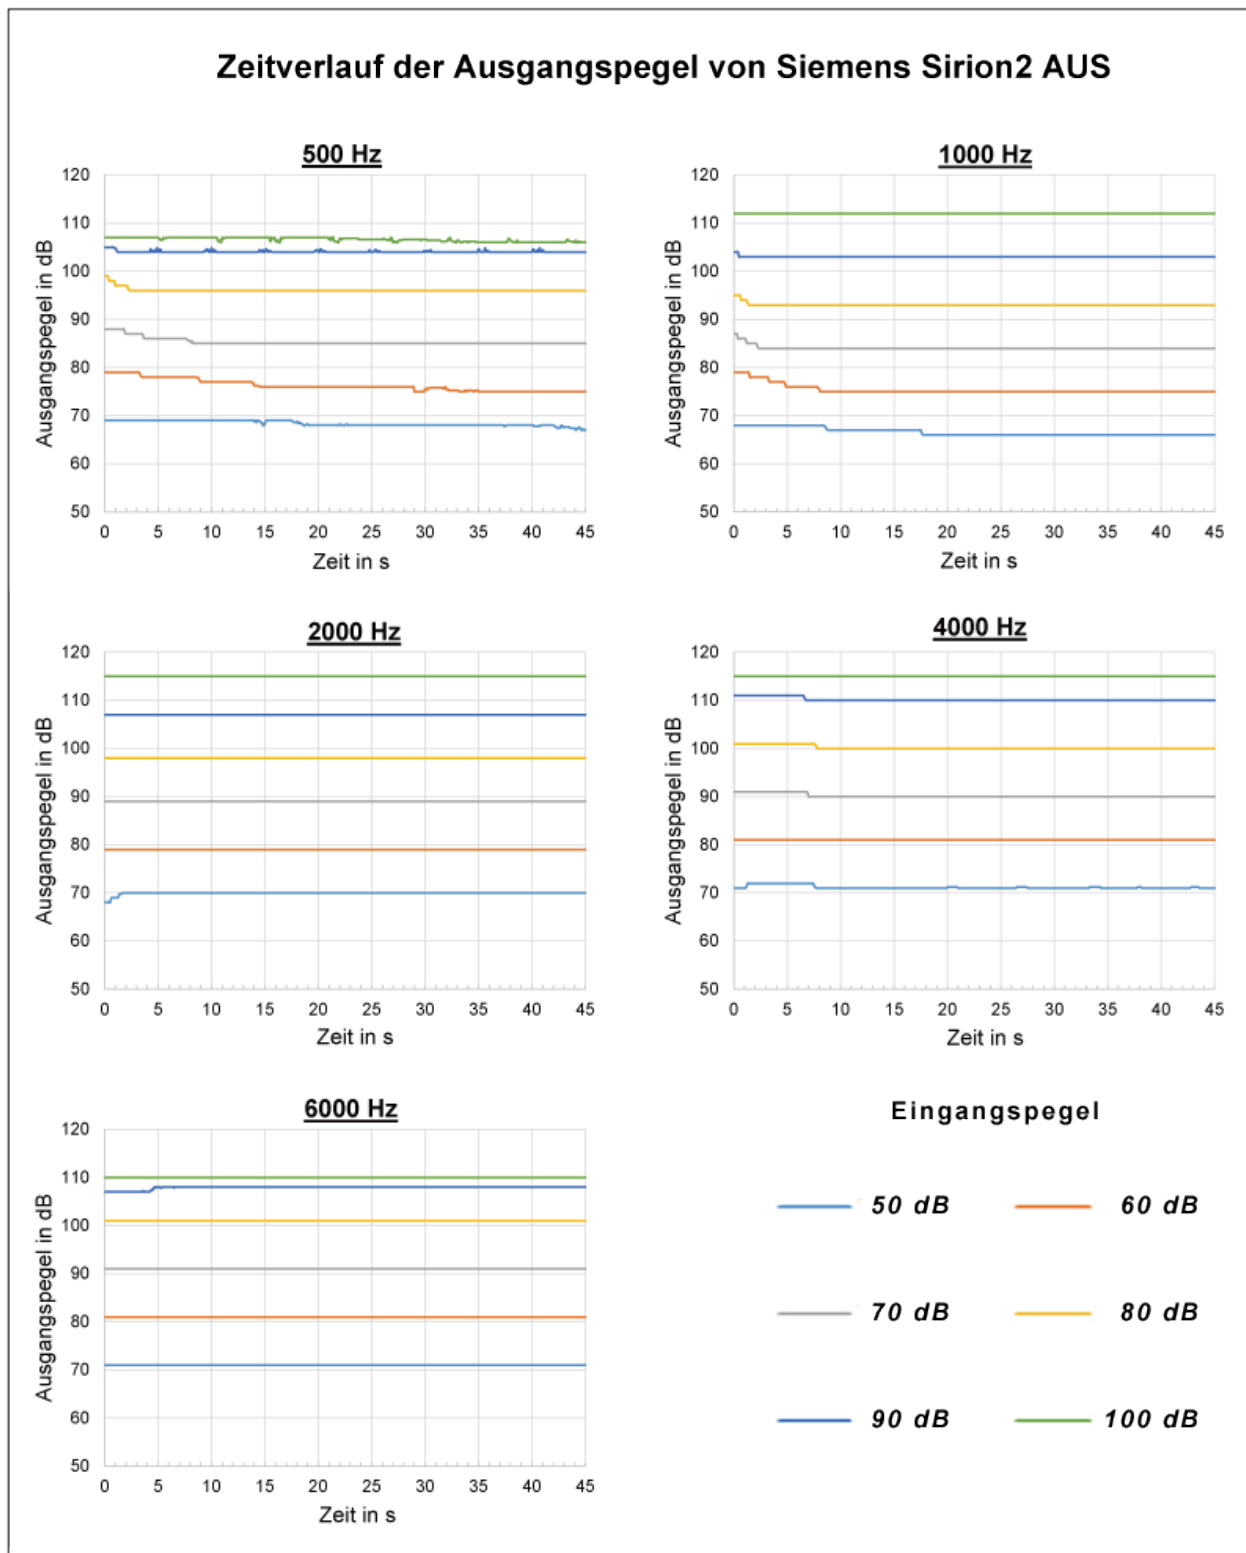 Zeitverlauf der Ausgangspegel von Siemens Sirion2 AUS
500 Hz
120
110
100
90
80
70
60
50
Ausgangspegel in dB
0 5 10 15 20 25 30 35 40 45
Zeit in s
1000 Hz
120
110
100
90
80
70
60
50
Ausgangspegel in dB
0 5 10 15 20 25 30 35 40 45
Zeit in s
2000 Hz
120
110
100
90
80
70
60
50
Ausgangspegel in dB
0 5 10 15 20 25 30 35 40 45
Zeit in s
4000 Hz
120
110
100
90
80
70
60
50
Ausgangspegel in dB
0 5 10 15 20 25 30 35 40 45
Zeit in s
6000 Hz
120
110
100
90
80
70
60
50
Ausgangspegel in dB
0 5 10 15 20 25 30 35 40 45
Zeit in s
Eingangspegel
50 dB 60 dB
70 dB 80 dB
90 dB 100 dB